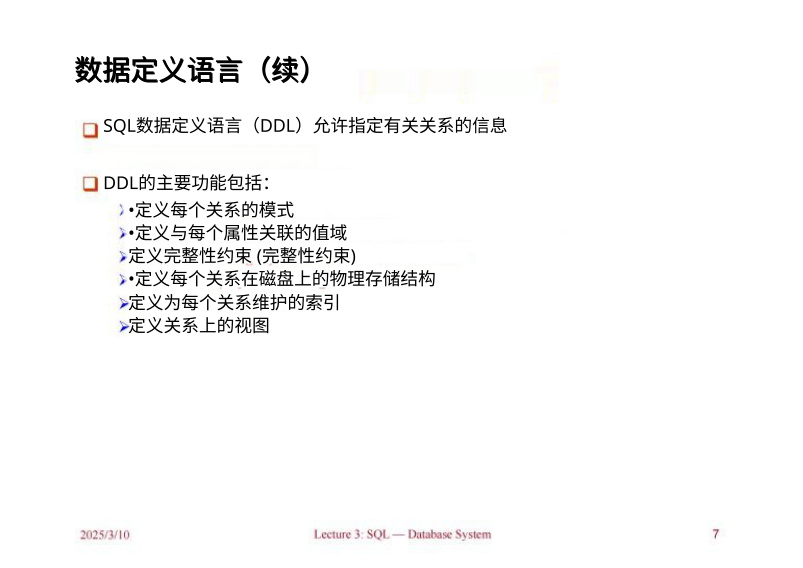 数据定义语言（续）
SQL数据定义语言（DDL）允许指定有关关系的信息
DDL的主要功能包括：
•定义每个关系的模式
•定义与每个属性关联的值域
定义完整性约束 (完整性约束)
•定义每个关系在磁盘上的物理存储结构
定义为每个关系维护的索引
定义关系上的视图
2025/3/10 Lecture 3: SQL — Database System 7